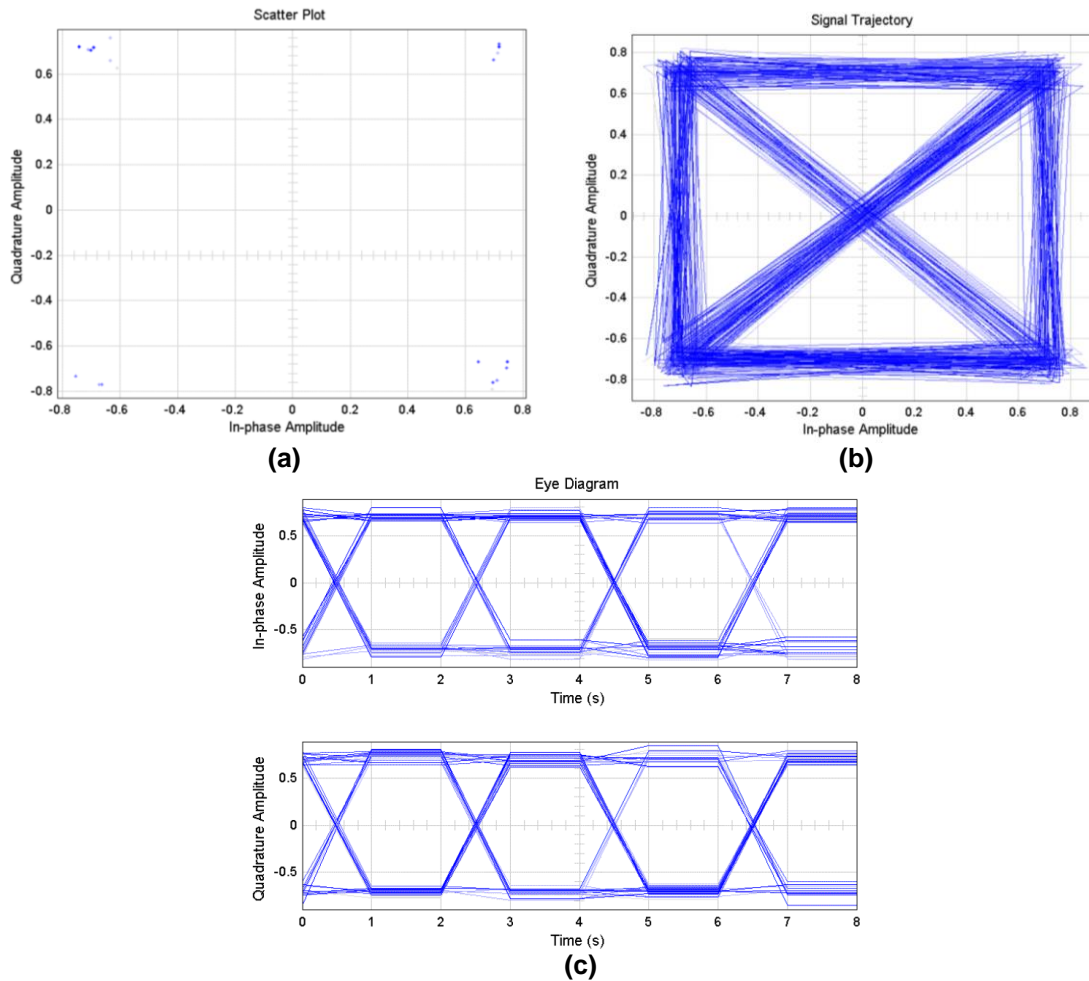 Scatter Plot
Quadrature Amplitude
0.6
0.4
0.2
0
-0.2
-0.4
-0.6
-0.8
-0.8 -0.6 -0.4 -0.2 0 0.2 0.4 0.6 0.8
In-phase Amplitude
(a)
Signal Trajectory
Quadrature Amplitude
0.8
0.6
0.4
0.2
0
-0.2
-0.4
-0.6
-0.8
-0.8 -0.6 -0.4 -0.2 0 0.2 0.4 0.6 0.8
In-phase Amplitude
(b)
Eye Diagram
In-phase Amplitude
0.5
0
-0.5
0 1 2 3 4 5 6 7 8
Time (s)
Quadrature Amplitude
0.5
0
-0.5
0 1 2 3 4 5 6 7 8
Time (s)
(c)